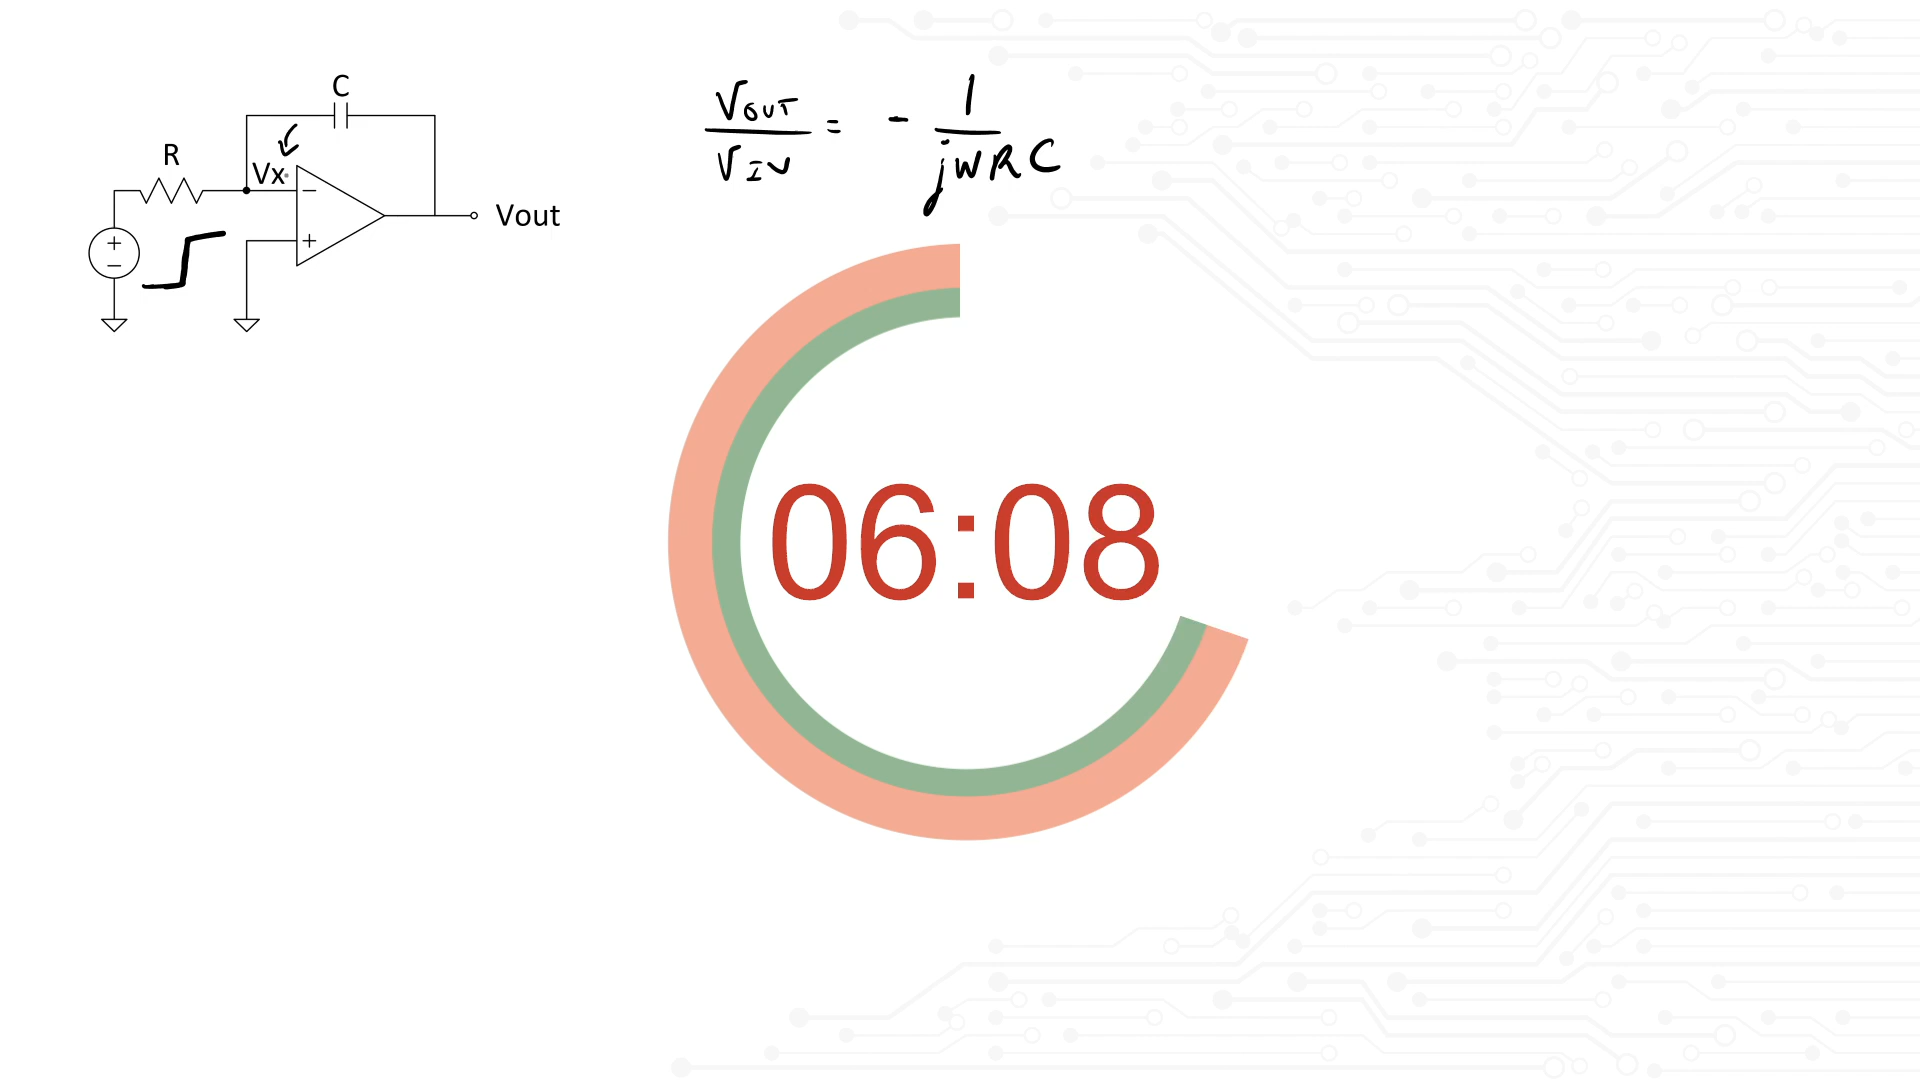 C
R
Vx
−
+
+
−
Vout
VOUT
VIN
= - 1
jwRC
06:08